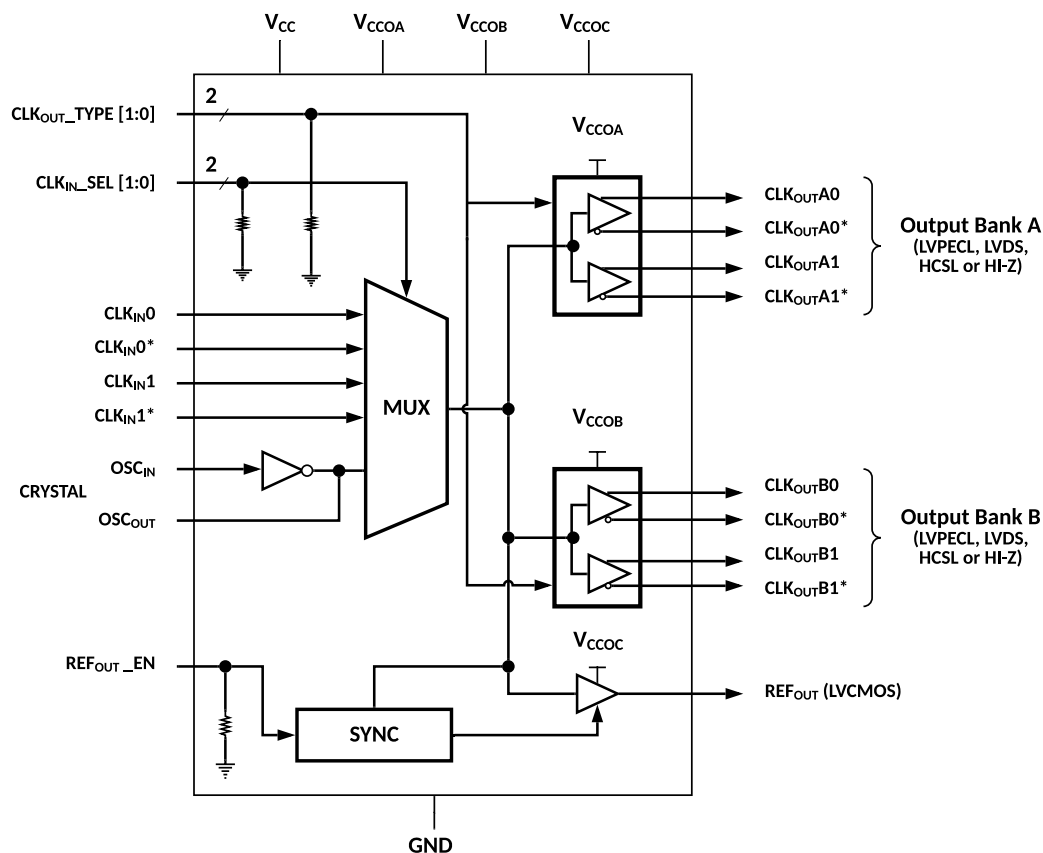 VCC VCCOA VCCOB VCCOC
CLKOUT_TYPE [1:0]
2
CLKIN_SEL [1:0]
2
VCCOA
CLKOUTA0
CLKOUTA0*
CLKOUTA1
CLKOUTA1*
Output Bank A
(LVPECL, LVDS,
HCSL or HI-Z)
CLKIN0
CLKIN0*
CLKIN1
CLKIN1*
MUX
OSCIN
CRYSTAL
OSCOUT
VCCOB
CLKOUTB0
CLKOUTB0*
CLKOUTB1
CLKOUTB1*
Output Bank B
(LVPECL, LVDS,
HCSL or HI-Z)
REFOUT_EN
SYNC
VCCOC
REFOUT (LVCMOS)
GND